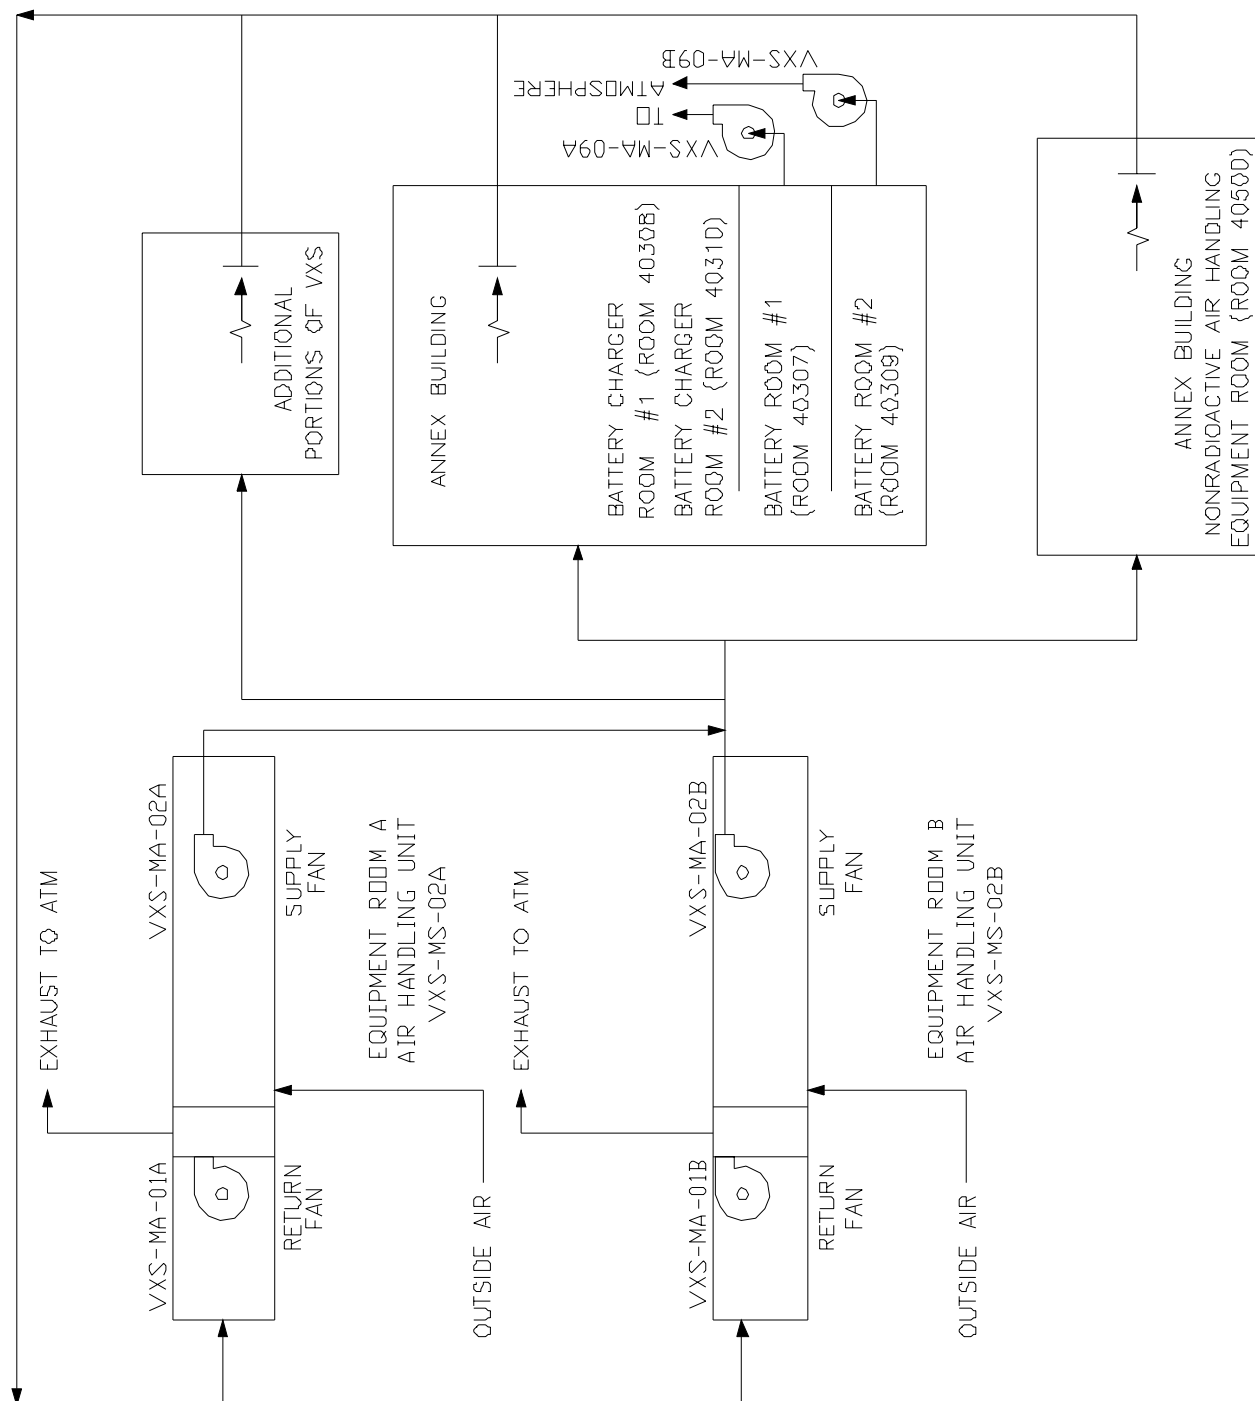 EXHAUST TO ATM
VXS-MA-01A
VXS-MA-02A
RETURN
FAN
SUPPLY
FAN
EQUIPMENT ROOM A
AIR HANDLING UNIT
VXS-MS-02A
OUTSIDE AIR
EXHAUST TO ATM
VXS-MA-01B
VXS-MA-02B
RETURN
FAN
SUPPLY
FAN
EQUIPMENT ROOM B
AIR HANDLING UNIT
VXS-MS-02B
OUTSIDE AIR
ADDITIONAL
PORTIONS OF VXS
ANNEX BUILDING
BATTERY CHARGER
ROOM #1 (ROOM 40308)
BATTERY CHARGER
ROOM #2 (ROOM 40310)
BATTERY ROOM #1
(ROOM 40307)
BATTERY ROOM #2
(ROOM 40309)
VXS-MA-09A
TO
ATMOSPHERE
VXS-MA-09B
ANNEX BUILDING
NONRADIOACTIVE AIR HANDLING
EQUIPMENT ROOM (ROOM 40500)